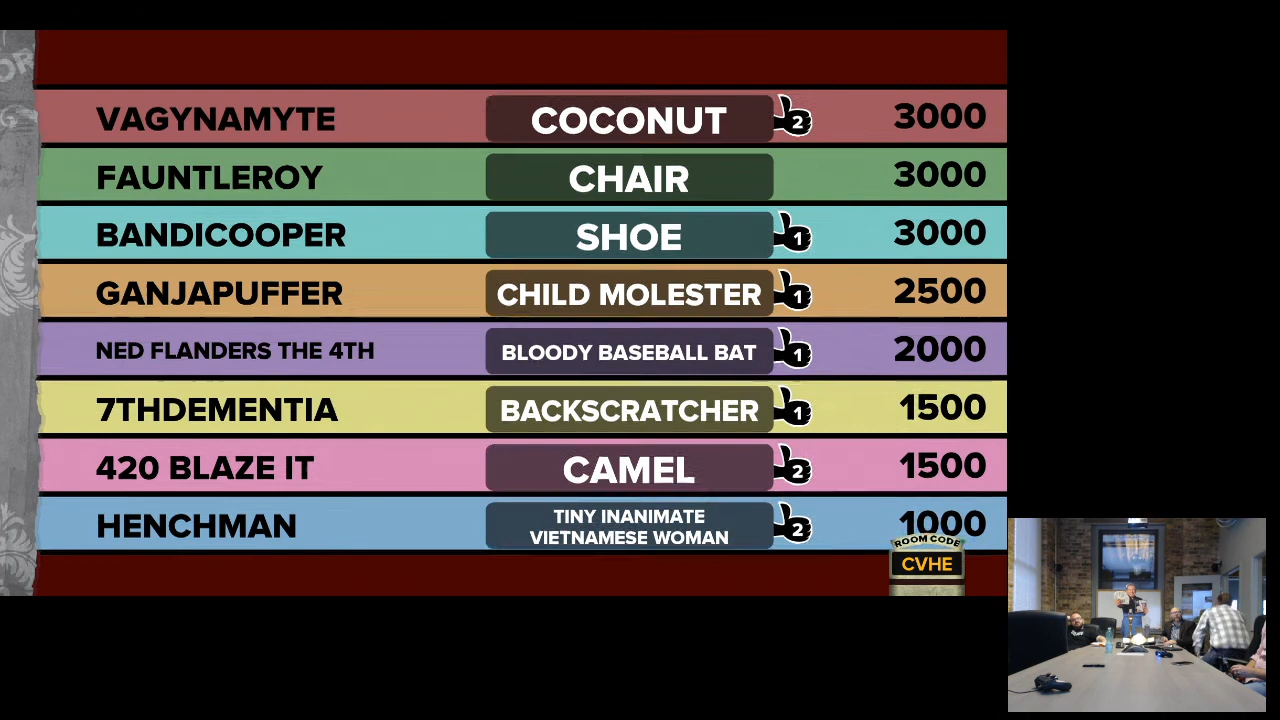 VAGYNAMYTE COCONUT 2 3000
FAUNTLEROY CHAIR 3000
BANDICOOPER SHOE 1 3000
GANJAPUFFER CHILD MOLESTER 1 2500
NED FLANDERS THE 4TH BLOODY BASEBALL BAT 1 2000
7THDEMENTIA BACKSCRATCHER 1 1500
420 BLAZE IT CAMEL 2 1500
HENCHMAN TINY INANIMATE
VIETNAMESE WOMAN 2 1000
ROOM CODE
CVHE